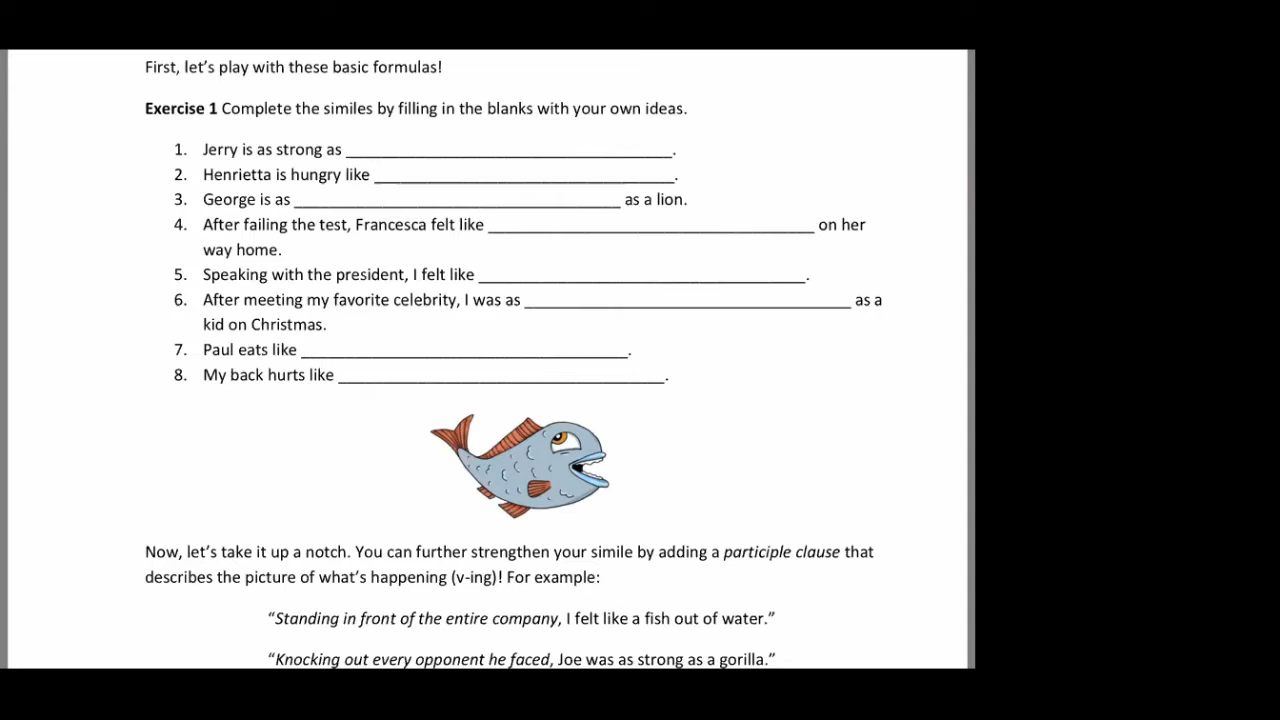 First, let’s play with these basic formulas!
Exercise 1 Complete the similes by filling in the blanks with your own ideas.
1. Jerry is as strong as ______________________________________.
2. Henrietta is hungry like ___________________________________.
3. George is as ______________________________________ as a lion.
4. After failing the test, Francesca felt like ______________________________________ on her
way home.
5. Speaking with the president, I felt like ______________________________________.
6. After meeting my favorite celebrity, I was as ______________________________________ as a
kid on Christmas.
7. Paul eats like ______________________________________.
8. My back hurts like ______________________________________.
Now, let’s take it up a notch. You can further strengthen your simile by adding a participle clause that
describes the picture of what’s happening (v-ing)! For example:
“Standing in front of the entire company, I felt like a fish out of water.”
“Knocking out every opponent he faced, Joe was as strong as a gorilla.”